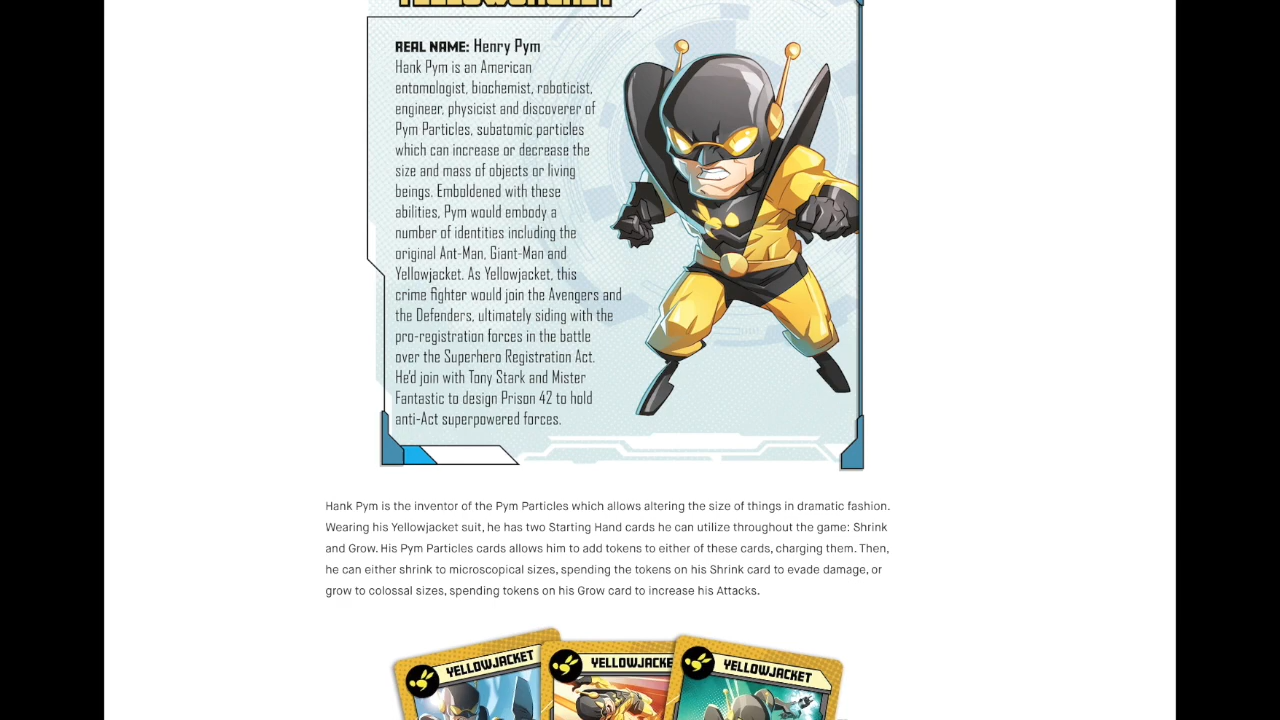 YELLOWJACKET
REAL NAME: Henry Pym
Hank Pym is an American
entomologist, biochemist, roboticist,
engineer, physicist and discoverer of
Pym Particles, subatomic particles
which can increase or decrease the
size and mass of objects or living
beings. Emboldened with these
abilities, Pym would embody a
number of identities including the
original Ant-Man, Giant-Man and
Yellowjacket. As Yellowjacket, this
crime fighter would join the Avengers and
the Defenders, ultimately siding with the
pro-registration forces in the battle
over the Superhero Registration Act.
He'd join with Tony Stark and Mister
Fantastic to design Prison 42 to hold
anti-Act superpowered forces.
Hank Pym is the inventor of the Pym Particles which allows altering the size of things in dramatic fashion.
Wearing his Yellowjacket suit, he has two Starting Hand cards he can utilize throughout the game: Shrink
and Grow. His Pym Particles cards allows him to add tokens to either of these cards, charging them. Then,
he can either shrink to microscopical sizes, spending the tokens on his Shrink card to evade damage, or
grow to colossal sizes, spending tokens on his Grow card to increase his Attacks.
YELLOWJACKET
YELLOWJACKE
YELLOWJACKET